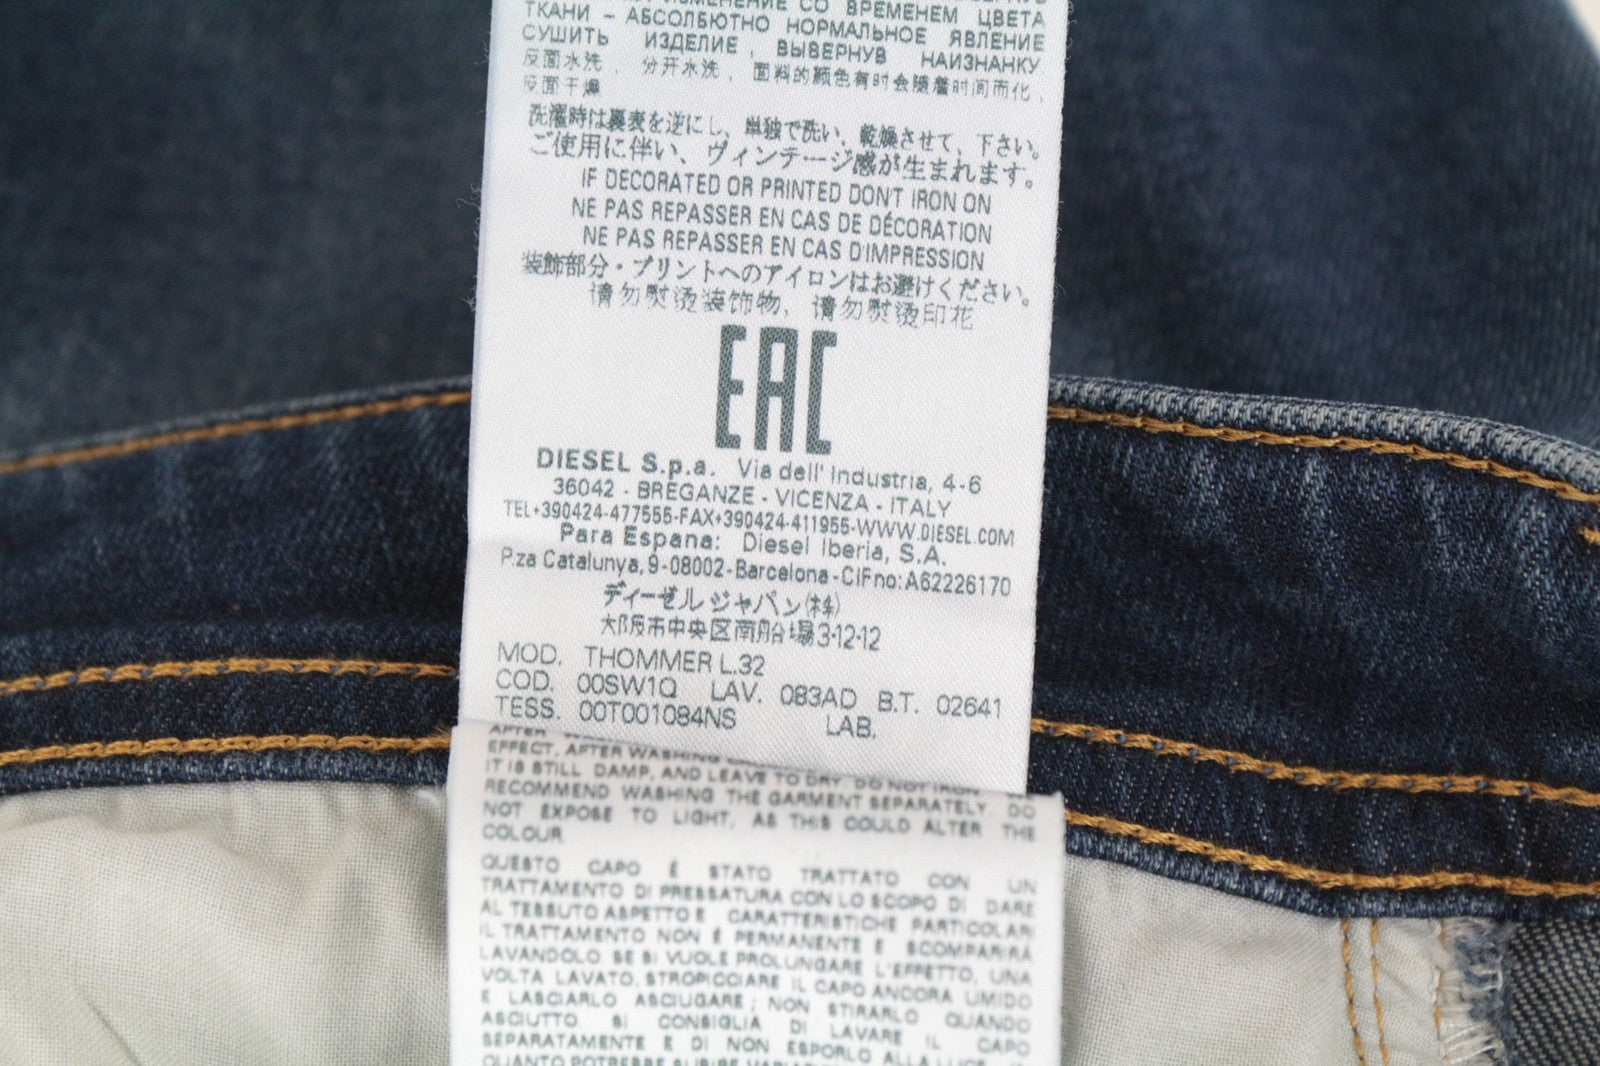 ИЗМЕНЕНИЕ СО ВРЕМЕНЕМ ЦВЕТА
ТКАНИ – АБСОЛЮТНО НОРМАЛЬНОЕ ЯВЛЕНИЕ
СУШИТЬ ИЗДЕЛИЕ, ВЫВЕРНУВ НАИЗНАНКУ
反面水洗，分开水洗，面料的颜色有时会随着时间而化，
反面干燥
洗濯時は裏表を逆にし、単独で洗い、乾燥させて、下さい。
ご使用に伴い、ヴィンテージ感が生まれます。
IF DECORATED OR PRINTED DON'T IRON ON
NE PAS REPASSER EN CAS DE DÉCORATION
NE PAS REPASSER EN CAS D'IMPRESSION
装飾部分・プリントへのアイロンはお避けください。
请勿熨烫装饰物，请勿熨烫印花
EAC
DIESEL S.p.a. Via dell' Industria, 4-6
36042 - BREGANZE - VICENZA - ITALY
TEL+390424-477555-FAX+390424-411955-WWW.DIESEL.COM
Para Espana: Diesel Iberia, S.A.
P.za Catalunya, 9-08002-Barcelona-CIFno:A62226170
ディーゼルジャパン(株)
大阪市中央区南船場3-12-12
MOD. THOMMER L.32
COD. 00SW1Q LAV. 083AD B.T. 02641
TESS. 00T001084NS LAB.
AFTER
EFFECT. AFTER WASHING
IT IS STILL DAMP, AND LEAVE TO DRY. DO NOT IRON
RECOMMEND WASHING THE GARMENT SEPARATELY DO
NOT EXPOSE TO LIGHT, AS THIS COULD ALTER THE
COLOUR.
QUESTO CAPO È STATO TRATTATO CON UN
TRATTAMENTO DI PRESSATURA CON LO SCOPO DI DARE
AL TESSUTO ASPETTO E CARATTERISTICHE PARTICOLARI
IL TRATTAMENTO NON È PERMANENTE E SCOMPARIRÀ
LAVANDOLO. SE SI VUOLE PROLUNGARE L'EFFETTO, UNA
VOLTA LAVATO, STROPICCIARE IL CAPO ANCORA UMIDO
E LASCIARLO ASCIUGARE; NON STIRARLO QUANDO
ASCIUTTO. SI CONSIGLIA DI LAVARE IL CAPO
SEPARATAMENTE E DI NON ESPORLO ALLA LUCE
QUANTO POTREBBE SUBIRE